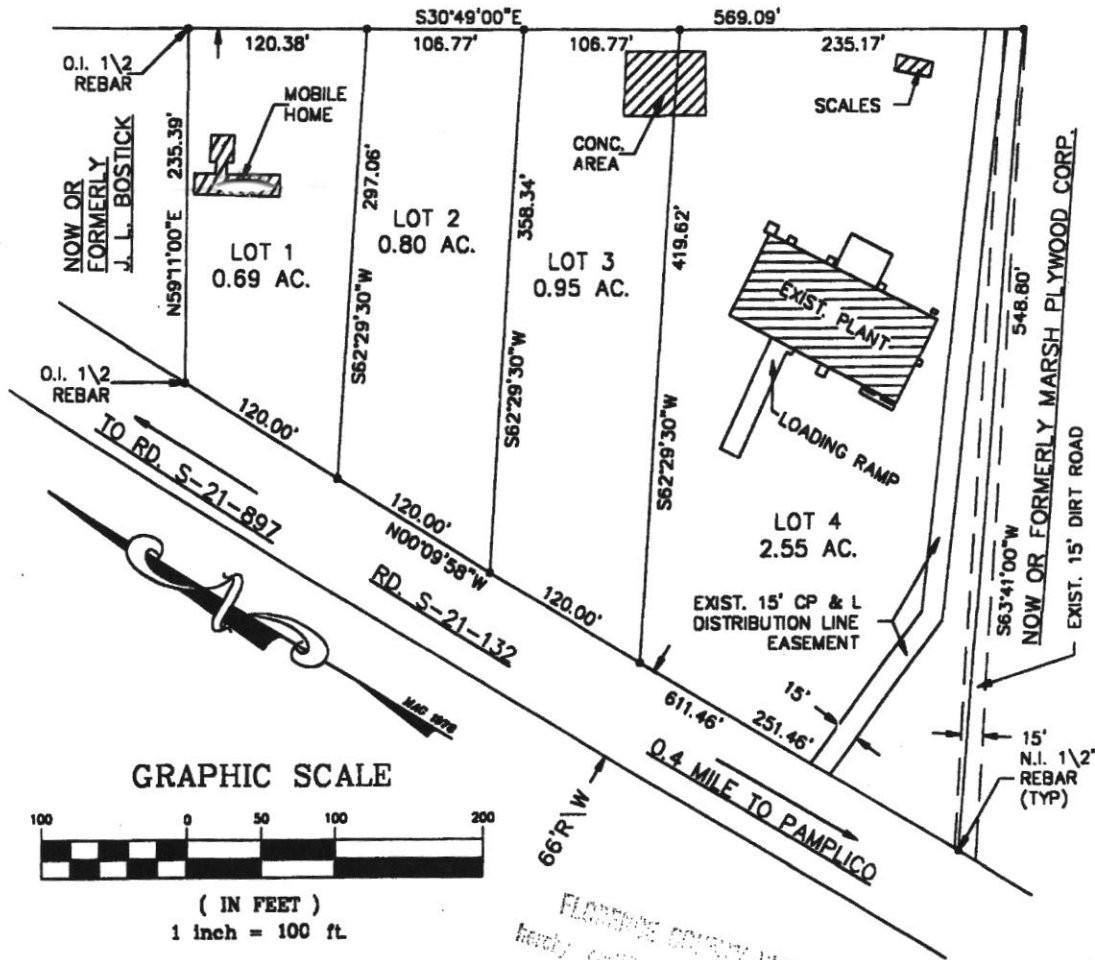 S30°49'00"E 569.09'
120.38' 106.77' 106.77' 235.17'
O.I. 1\2
REBAR
MOBILE
HOME
SCALES
CONC.
AREA
NOW OR
FORMERLY
J. L. BOSTICK
N59°11'00"E 235.39'
S62°29'30"W 297.06'
S62°29'30"W 358.34'
S62°29'30"W 419.62'
LOT 1
0.69 AC.
LOT 2
0.80 AC.
LOT 3
0.95 AC.
EXIST. PLANT
LOADING RAMP
LOT 4
2.55 AC.
EXIST. 15' CP & L
DISTRIBUTION LINE
EASEMENT
S63°41'00"W 548.80'
NOW OR FORMERLY MARSH PLYWOOD CORP.
EXIST. 15' DIRT ROAD
O.I. 1\2
REBAR
120.00'
120.00'
120.00'
N00°09'58"W
611.46'
251.46'
15'
15'
N.I. 1\2"
REBAR
(TYP)
TO RD. S-21-897
RD. S-21-132
0.4 MILE TO PAMPLICO
66'R\W
MAG 1976
GRAPHIC SCALE
100 0 50 100 200
( IN FEET )
1 inch = 100 ft.